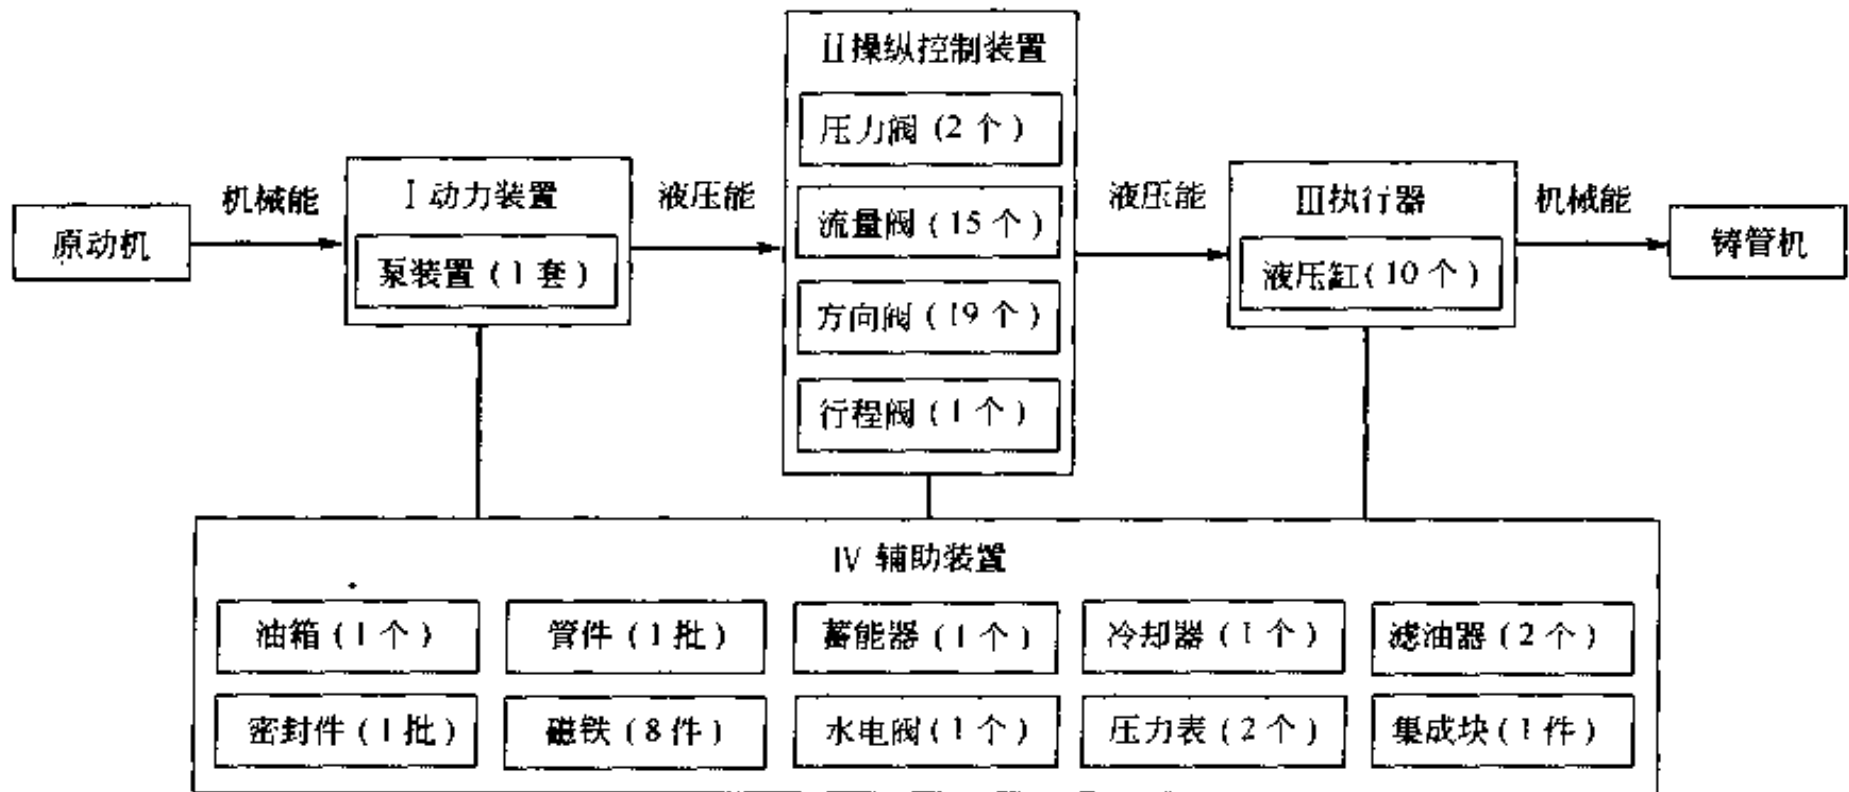 原动机
机械能
Ⅰ动力装置
泵装置(1套)
液压能
Ⅱ操纵控制装置
压力阀(2个)
流量阀(15个)
方向阀(19个)
行程阀(1个)
液压能
Ⅲ执行器
液压缸(10个)
机械能
铸管机
Ⅳ 辅助装置
油箱(1个)
管件(1批)
蓄能器(1个)
冷却器(1个)
滤油器(2个)
密封件(1批)
磁铁(8件)
水电阀(1个)
压力表(2个)
集成块(1件)